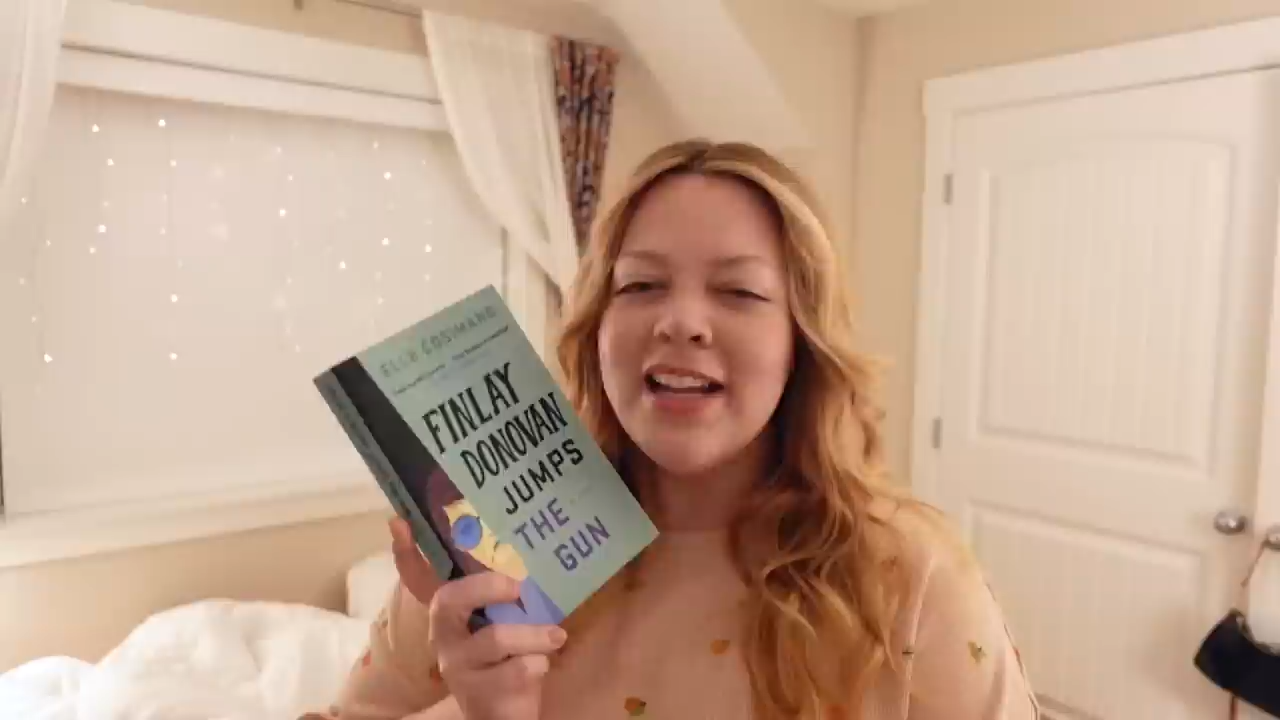 ELLE COSIMANO
FINLAY
DONOVAN
JUMPS
THE
GUN